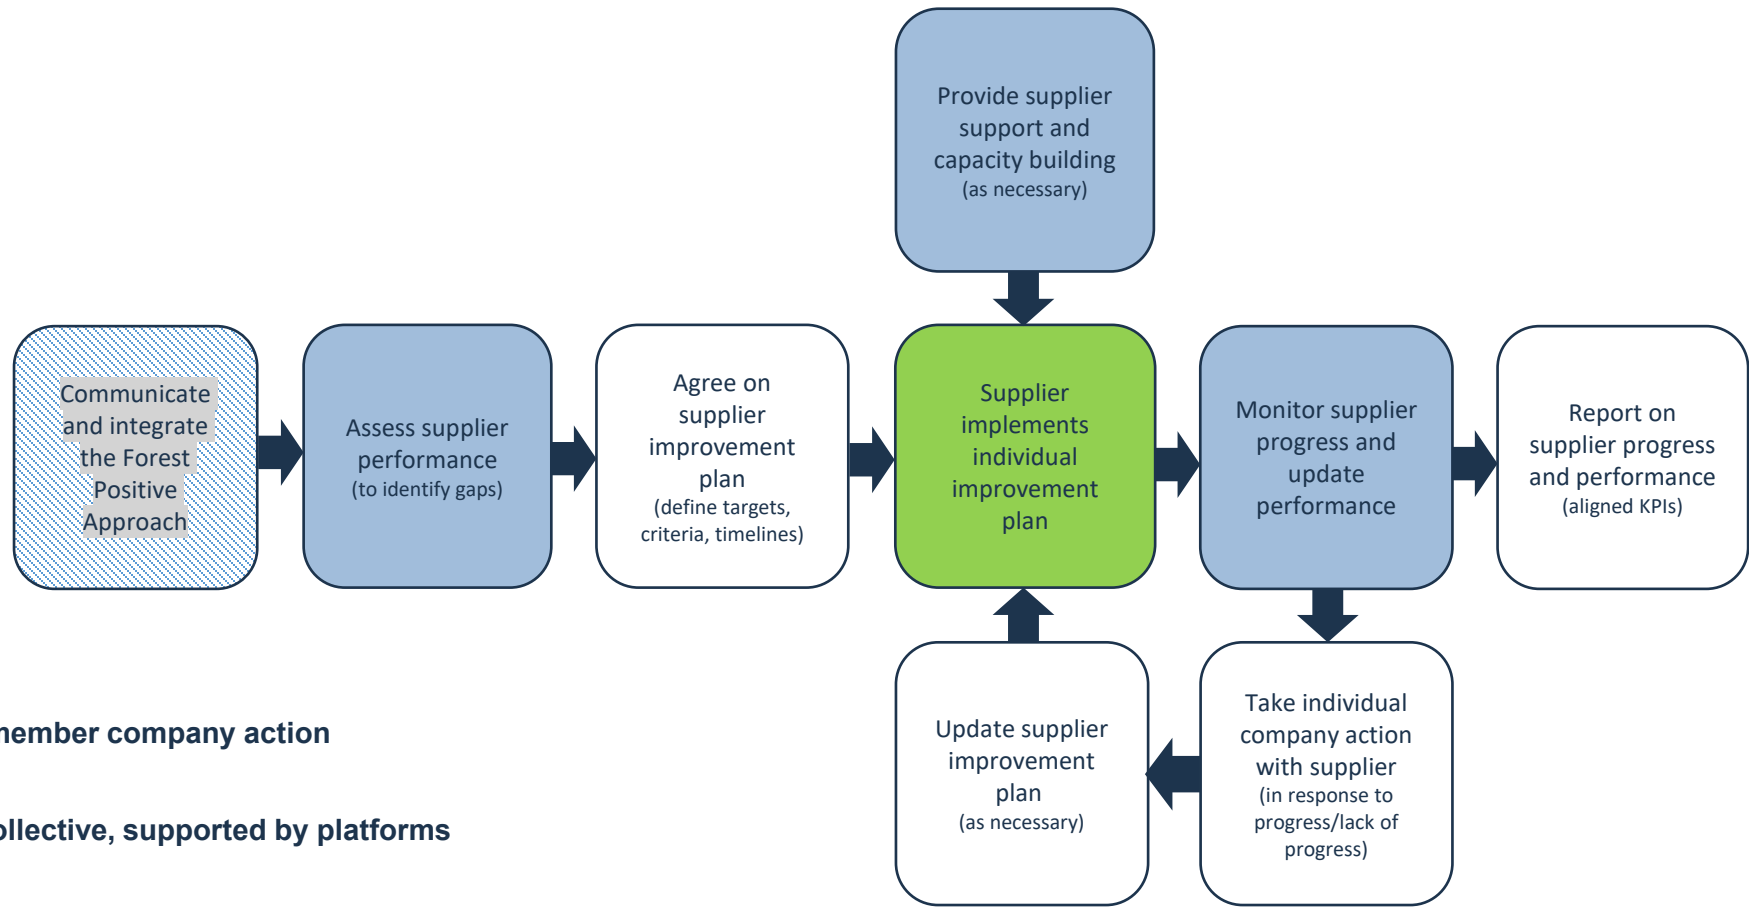 Provide supplier
support and
capacity building
(as necessary)
Communicate
and integrate
the Forest
Positive
Approach
Assess supplier
performance
(to identify gaps)
Agree on
supplier
improvement
plan
(define targets,
criteria, timelines)
Supplier
implements
individual
improvement
plan
Monitor supplier
progress and
update
performance
Report on
supplier progress
and performance
(aligned KPIs)
Update supplier
improvement
plan
(as necessary)
Take individual
company action
with supplier
(in response to
progress/lack of
progress)
member company action
ollective, supported by platforms